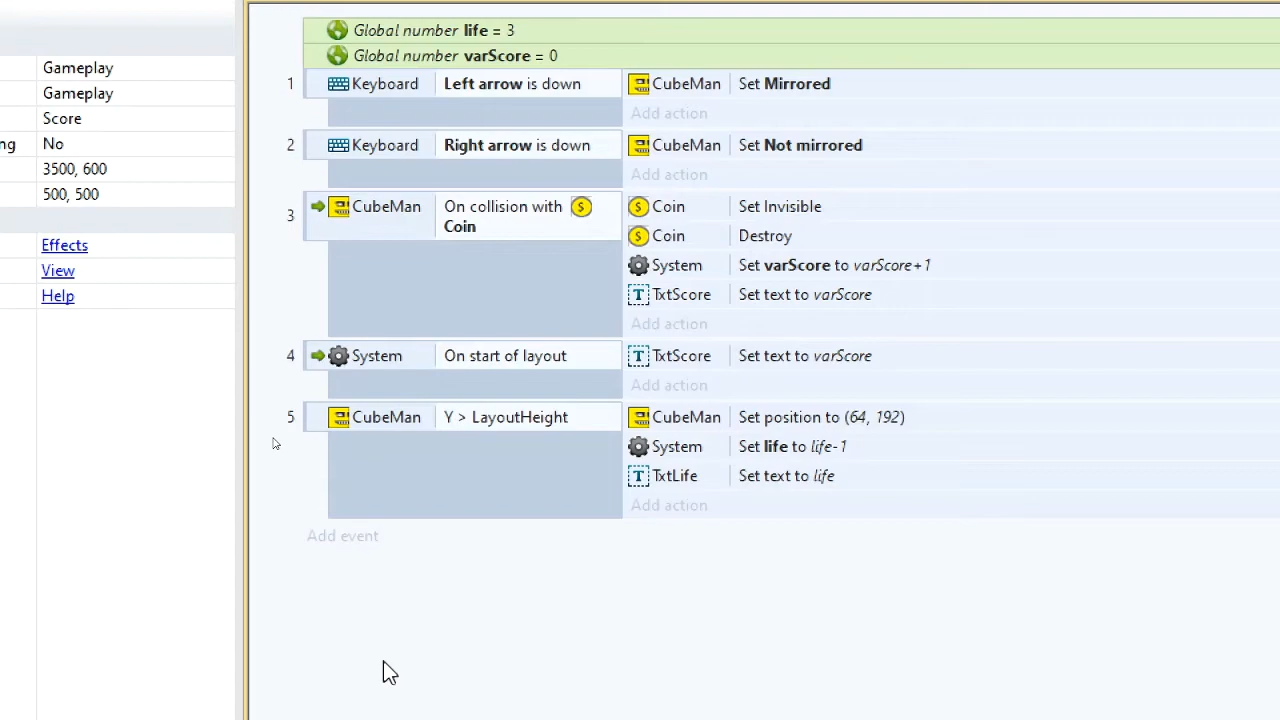 Gameplay
Gameplay
Score
ng No
3500, 600
500, 500
Effects
View
Help
Global number life = 3
Global number varScore = 0
1 Keyboard Left arrow is down CubeMan Set Mirrored
Add action
2 Keyboard Right arrow is down CubeMan Set Not mirrored
Add action
3 CubeMan On collision with $ Coin $ Coin Set Invisible
$ Coin Destroy
System Set varScore to varScore+1
T TxtScore Set text to varScore
Add action
4 System On start of layout T TxtScore Set text to varScore
Add action
5 CubeMan Y > LayoutHeight CubeMan Set position to (64, 192)
System Set life to life-1
T TxtLife Set text to life
Add action
Add event